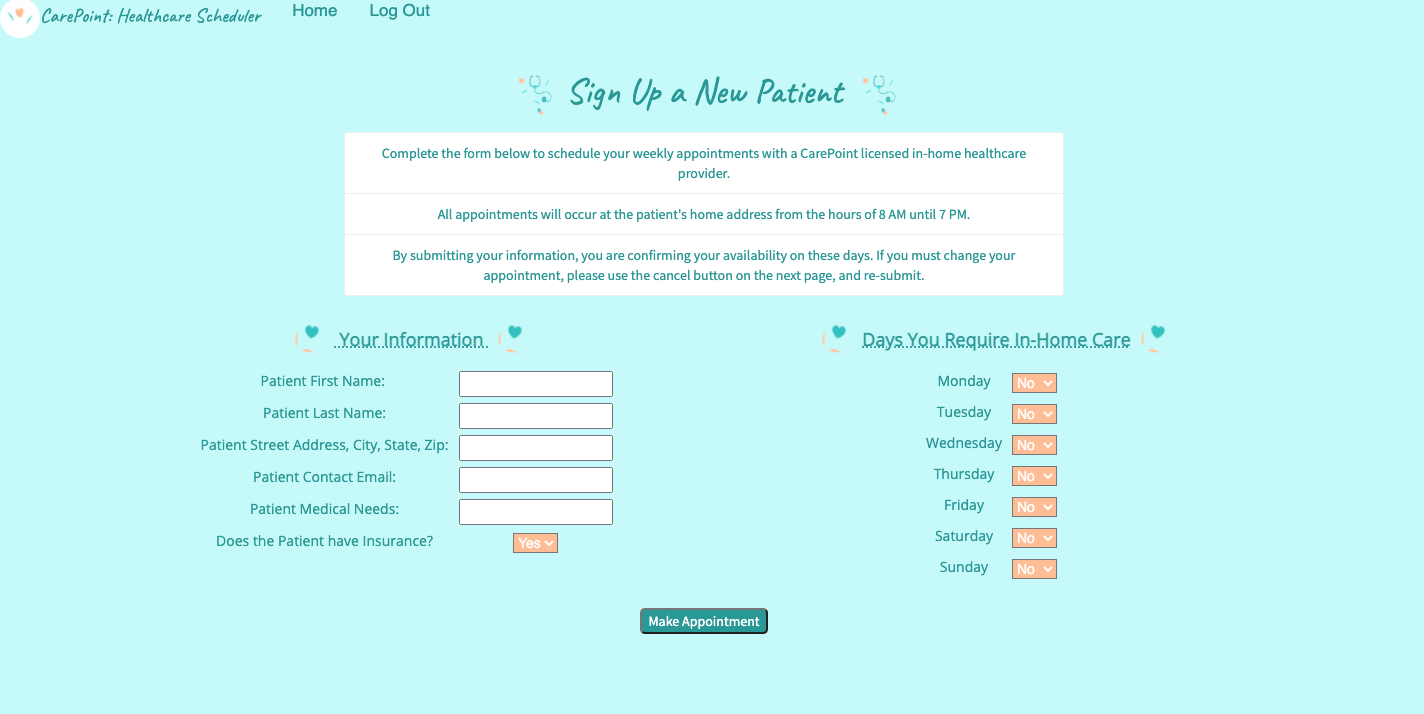 CarePoint: Healthcare Scheduler
Home
Log Out
Sign Up a New Patient
Complete the form below to schedule your weekly appointments with a CarePoint licensed in-home healthcare
provider.
All appointments will occur at the patient's home address from the hours of 8 AM until 7 PM.
By submitting your information, you are confirming your availability on these days. If you must change your
appointment, please use the cancel button on the next page, and re-submit.
Your Information
Patient First Name:
Patient Last Name:
Patient Street Address, City, State, Zip:
Patient Contact Email:
Patient Medical Needs:
Does the Patient have Insurance? Yes
Days You Require In-Home Care
Monday No
Tuesday No
Wednesday No
Thursday No
Friday No
Saturday No
Sunday No
Make Appointment